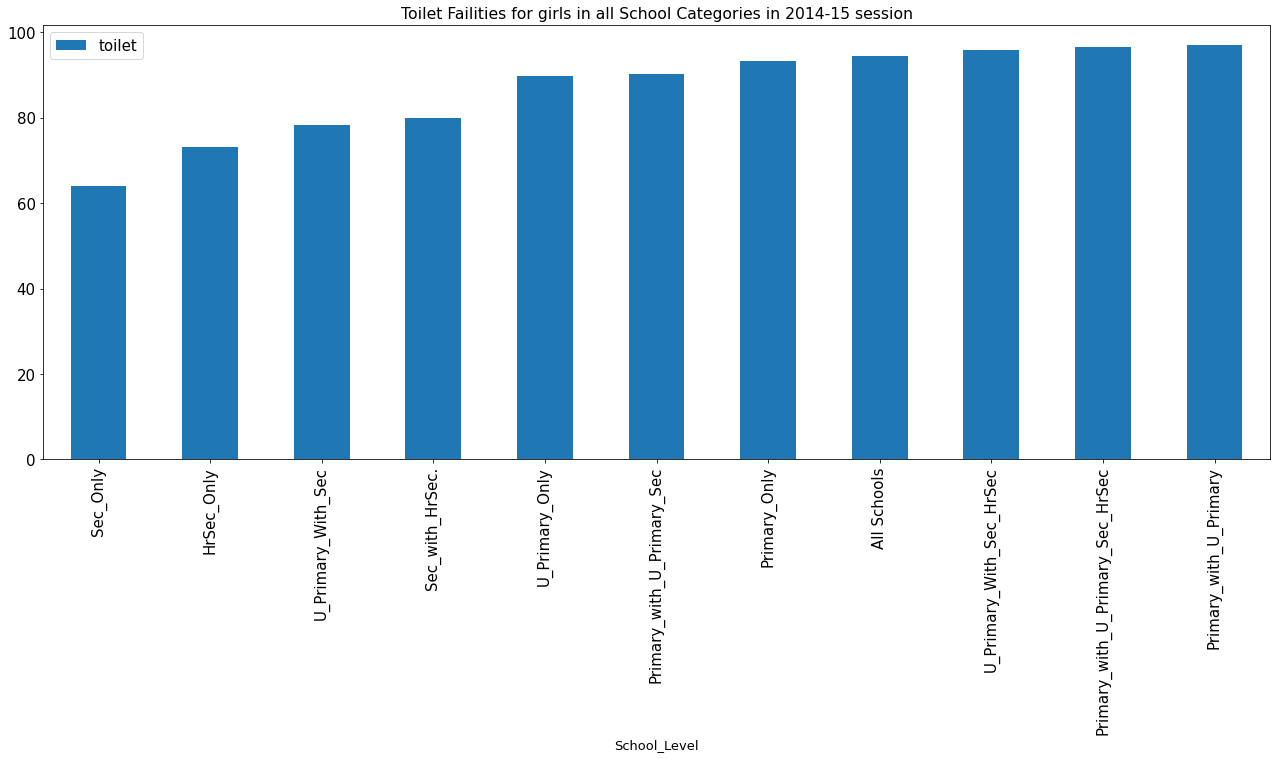 Toilet Failities for girls in all School Categories in 2014-15 session
toilet
100
80
60
40
20
0
Sec_Only
HrSec_Only
U_Primary_With_Sec
Sec_with_HrSec.
U_Primary_Only
Primary_with_U_Primary_Sec
Primary_Only
All Schools
U_Primary_With_Sec_HrSec
Primary_with_U_Primary_Sec_HrSec
Primary_with_U_Primary
School_Level